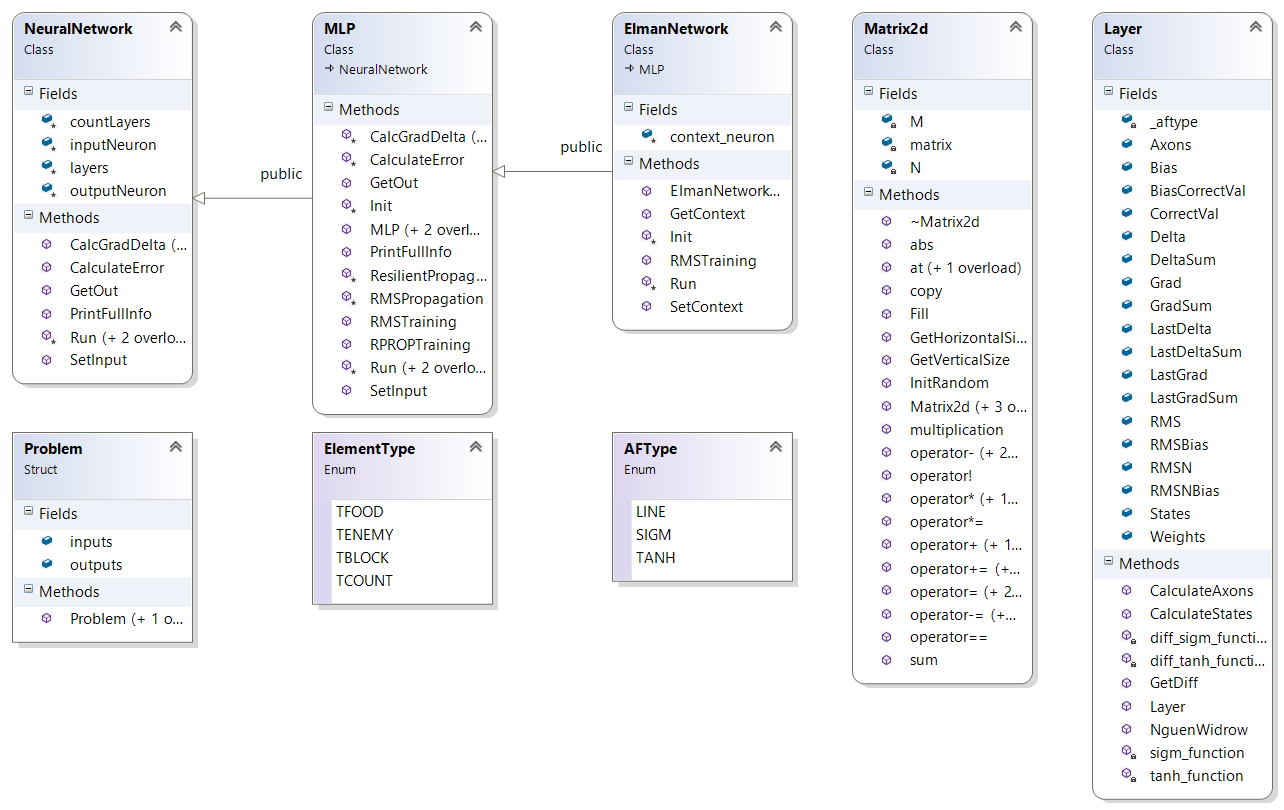 NeuralNetwork
Class
Fields
countLayers
inputNeuron
layers
outputNeuron
Methods
CalcGradDelta (...
CalculateError
GetOut
PrintFullInfo
Run (+ 2 overlo...
SetInput
public
MLP
Class
NeuralNetwork
Methods
CalcGradDelta (...
CalculateError
GetOut
Init
MLP (+ 2 overl...
PrintFullInfo
ResilientPropag...
RMSPropagation
RMSTraining
RPROPTraining
Run (+ 2 overlo...
SetInput
public
ElmanNetwork
Class
MLP
Fields
context_neuron
Methods
ElmanNetwork...
GetContext
Init
RMSTraining
Run
SetContext
Matrix2d
Class
Fields
M
matrix
N
Methods
~Matrix2d
abs
at (+ 1 overload)
copy
Fill
GetHorizontalSi...
GetVerticalSize
InitRandom
Matrix2d (+ 3 o...
multiplication
operator- (+ 2...
operator!
operator* (+ 1...
operator*=
operator+ (+ 1...
operator+= (+...
operator= (+ 2...
operator-= (+...
operator==
sum
Layer
Class
Fields
_aftype
Axons
Bias
BiasCorrectVal
CorrectVal
Delta
DeltaSum
Grad
GradSum
LastDelta
LastDeltaSum
LastGrad
LastGradSum
RMS
RMSBias
RMSN
RMSNBias
States
Weights
Methods
CalculateAxons
CalculateStates
diff_sigm_functi...
diff_tanh_functi...
GetDiff
Layer
NguenWidrow
sigm_function
tanh_function
Problem
Struct
Fields
inputs
outputs
Methods
Problem (+ 1 o...
ElementType
Enum
TFOOD
TENEMY
TBLOCK
TCOUNT
AFType
Enum
LINE
SIGM
TANH